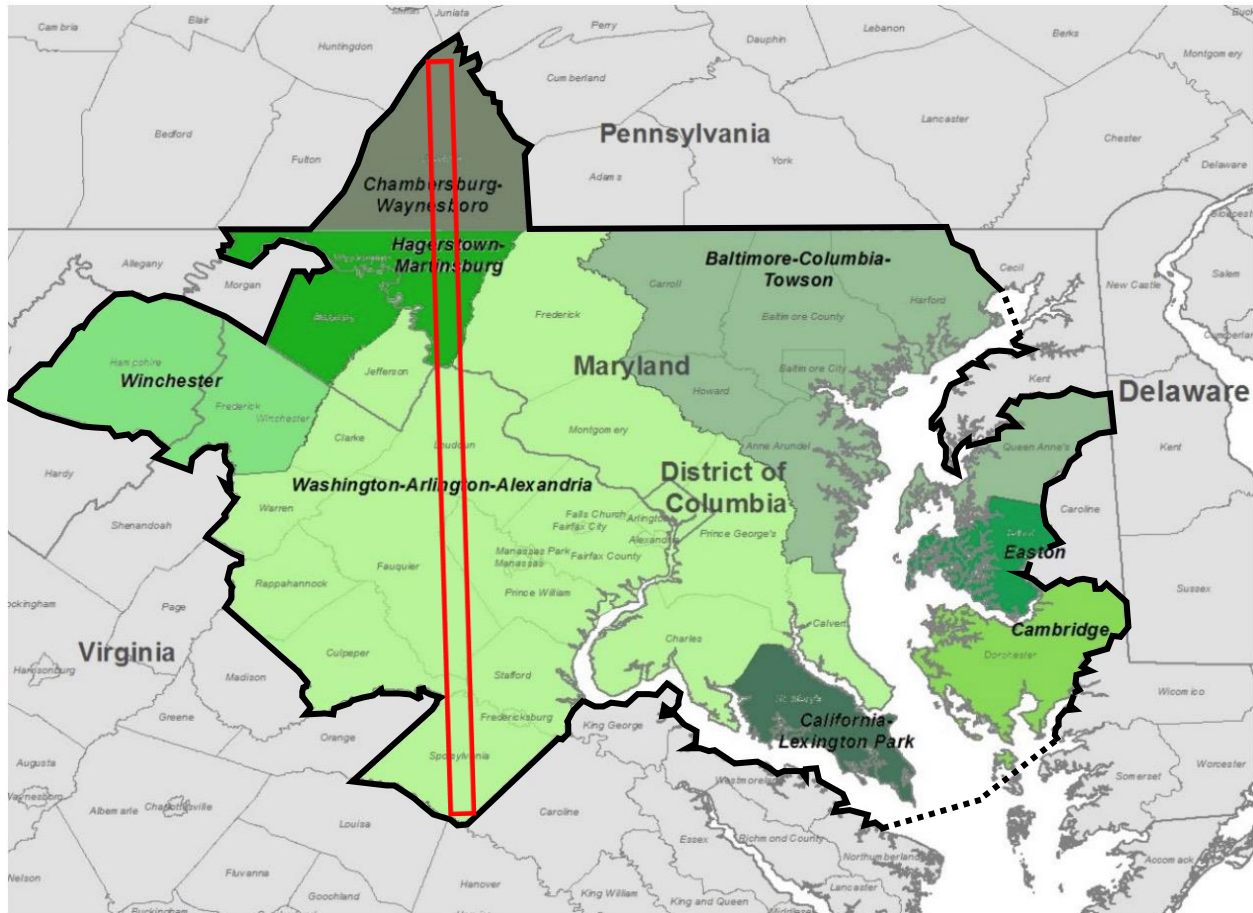 Blair
Juniata
Perry
Cambria
Huntingdon
Dauphin
Lebanon
Berks
Montgomery
Cumberland
Lancaster
Pennsylvania
Bedford
Fulton
Chester
York
Delaware
Adams
Chambersburg-
Waynesboro
Hagerstown-
Martinsburg
Baltimore-Columbia-
Towson
Allegany
Morgan
Cecil
New Castle
Salem
Carroll
Harford
Baltimore County
Frederick
Maryland
Hampshire
Winchester
Jefferson
Baltimore City
Kent
Delaware
Howard
Frederick
Winchester
Clarke
Loudoun
Montgomery
Anne Arundel
Queen Anne's
Kent
Hardy
District of
Columbia
Washington-Arlington-Alexandria
Warren
Falls Church
Fairfax City
Arlington
Alexandria
Prince George's
Caroline
Shenandoah
Manassas Park
Manassas
Fairfax County
Easton
Fauquier
Rappahannock
Page
Prince William
Sussex
Virginia
Culpeper
Charles
Calvert
Cambridge
Dorchester
Madison
Stafford
St. Mary's
Wicomico
Greene
Orange
Fredericksburg
King George
California-
Lexington Park
Spotsylvania
Augusta
Waynesboro
Albemarle
Charlottesville
Louisa
Caroline
Westmoreland
Somerset
Worcester
Essex
Richmond County
Northumberland
Accomack
Nelson
Fluvanna
Goochland
Hanover
King William
King and Queen
Lancaster
Buckingham